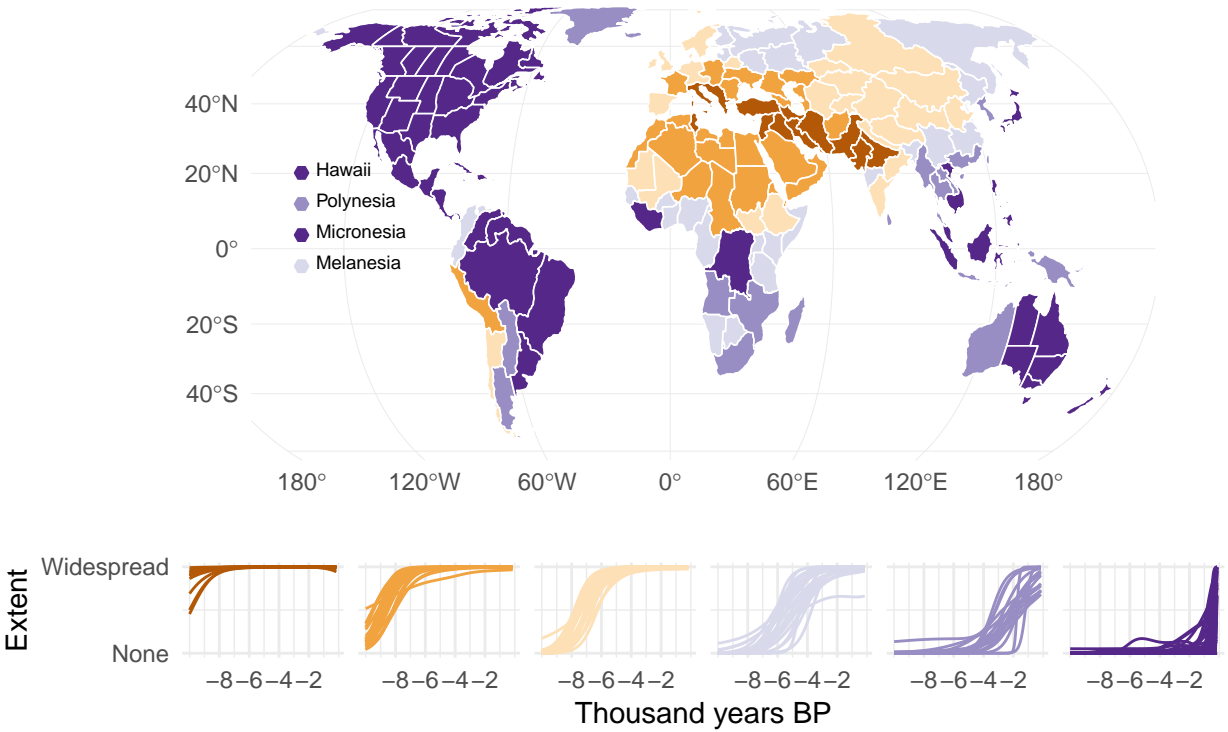 40°N
20°N
0°
20°S
40°S
Hawaii
Polynesia
Micronesia
Melanesia
180° 120°W 60°W 0° 60°E 120°E 180°
Extent
Widespread
None
−8−6−4−2 −8−6−4−2 −8−6−4−2 −8−6−4−2 −8−6−4−2 −8−6−4−2
Thousand years BP